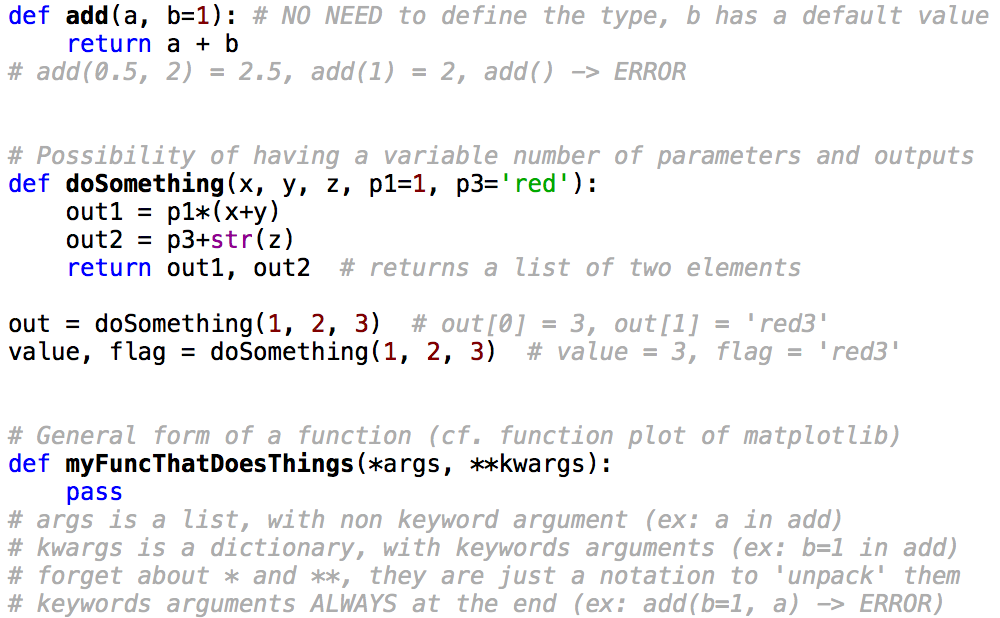 def add(a, b=1): # NO NEED to define the type, b has a default value
    return a + b
# add(0.5, 2) = 2.5, add(1) = 2, add() -> ERROR
# Possibility of having a variable number of parameters and outputs
def doSomething(x, y, z, p1=1, p3='red'):
    out1 = p1*(x+y)
    out2 = p3+str(z)
    return out1, out2  # returns a list of two elements
out = doSomething(1, 2, 3)  # out[0] = 3, out[1] = 'red3'
value, flag = doSomething(1, 2, 3)  # value = 3, flag = 'red3'
# General form of a function (cf. function plot of matplotlib)
def myFuncThatDoesThings(*args, **kwargs):
    pass
# args is a list, with non keyword argument (ex: a in add)
# kwargs is a dictionary, with keywords arguments (ex: b=1 in add)
# forget about * and **, they are just a notation to 'unpack' them
# keywords arguments ALWAYS at the end (ex: add(b=1, a) -> ERROR)